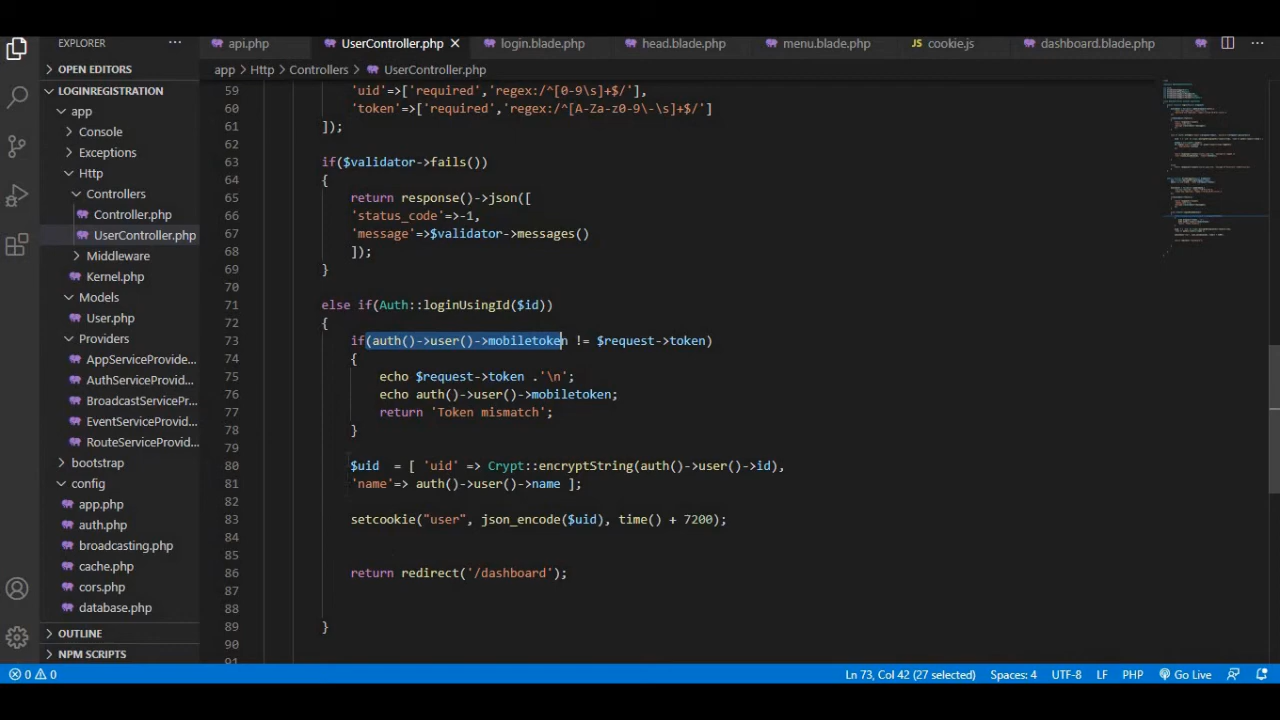 EXPLORER
OPEN EDITORS
LOGINREGISTRATION
app
Console
Exceptions
Http
Controllers
Controller.php
UserController.php
Middleware
Kernel.php
Models
User.php
Providers
AppServiceProvid...
AuthServiceProvid...
BroadcastServicePr...
EventServiceProvid...
RouteServiceProvid...
bootstrap
config
app.php
auth.php
broadcasting.php
cache.php
cors.php
database.php
OUTLINE
NPM SCRIPTS
api.php UserController.php login.blade.php head.blade.php menu.blade.php cookie.js dashboard.blade.php
app > Http > Controllers > UserController.php
59 'uid'=>['required','regex:/^[0-9\s]+$/'],
60 'token'=>['required','regex:/^[A-Za-z0-9\-\s]+$/']
61 ]);
62
63 if($validator->fails())
64 {
65 return response()->json([
66 'status_code'=>-1,
67 'message'=>$validator->messages()
68 ]);
69 }
70
71 else if(Auth::loginUsingId($id))
72 {
73 if(auth()->user()->mobiletoken != $request->token)
74 {
75 echo $request->token .'\n';
76 echo auth()->user()->mobiletoken;
77 return 'Token mismatch';
78 }
79
80 $uid = [ 'uid' => Crypt::encryptString(auth()->user()->id),
81 'name'=> auth()->user()->name ];
82
83 setcookie("user", json_encode($uid), time() + 7200);
84
85
86 return redirect('/dashboard');
87
88
89 }
90
91
0 0 Ln 73, Col 42 (27 selected) Spaces: 4 UTF-8 LF PHP Go Live